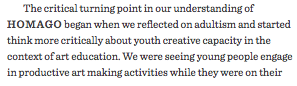 The critical turning point in our understanding of
HOMAGO began when we reflected on adultism and started
think more critically about youth creative capacity in the
context of art education. We were seeing young people engage
in productive art making activities while they were on their